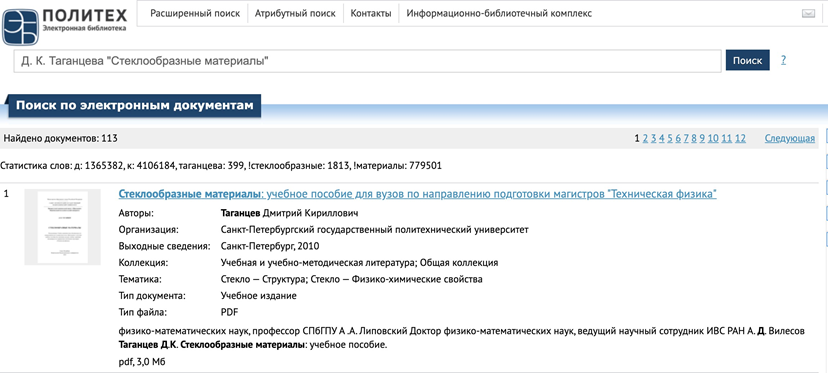 ПОЛИТЕХ
Электронная библиотека
Расширенный поиск Атрибутный поиск Контакты Информационно-библиотечный комплекс
Д. К. Таганцева "Стеклообразные материалы" Поиск ?
Поиск по электронным документам
Найдено документов: 113 1 2 3 4 5 6 7 8 9 10 11 12 Следующая
Статистика слов: д: 1365382, к: 4106184, таганцева: 399, !стеклообразные: 1813, !материалы: 779501
1 Стеклообразные материалы: учебное пособие для вузов по направлению подготовки магистров "Техническая физика"
Авторы: Таганцев Дмитрий Кириллович
Организация: Санкт-Петербургский государственный политехнический университет
Выходные сведения: Санкт-Петербург, 2010
Коллекция: Учебная и учебно-методическая литература; Общая коллекция
Тематика: Стекло — Структура; Стекло — Физико-химические свойства
Тип документа: Учебное издание
Тип файла: PDF
физико-математических наук, профессор СПбГПУ А .А. Липовский Доктор физико-математических наук, ведущий научный сотрудник ИВС РАН А. Д. Вилесов
Таганцев Д.К. Стеклообразные материалы: учебное пособие.
pdf, 3,0 Мб